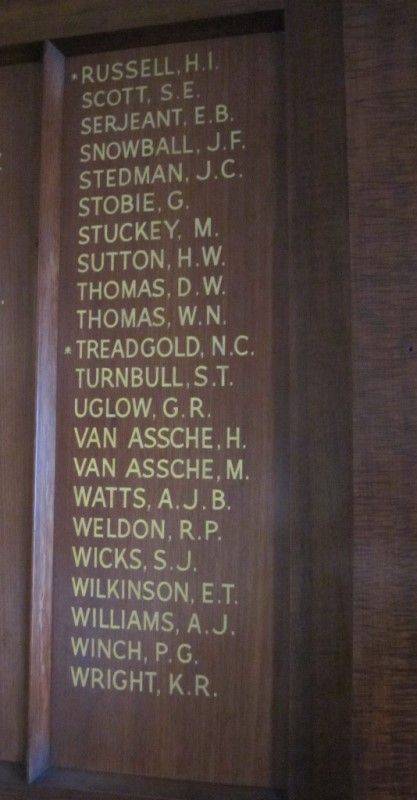 *RUSSELL, H.I.
SCOTT, S.E.
SERJEANT, E.B.
SNOWBALL, J.F.
STEDMAN, J.C.
STOBIE, G.
STUCKEY, M.
SUTTON, H.W.
THOMAS, D.W.
THOMAS, W.N.
*TREADGOLD, N.C.
TURNBULL, S.T.
UGLOW, G.R.
VAN ASSCHE, H.
VAN ASSCHE, M.
WATTS, A.J.B.
WELDON, R.P.
WICKS, S.J.
WILKINSON, E.T.
WILLIAMS, A.J.
WINCH, P.G.
WRIGHT, K.R.